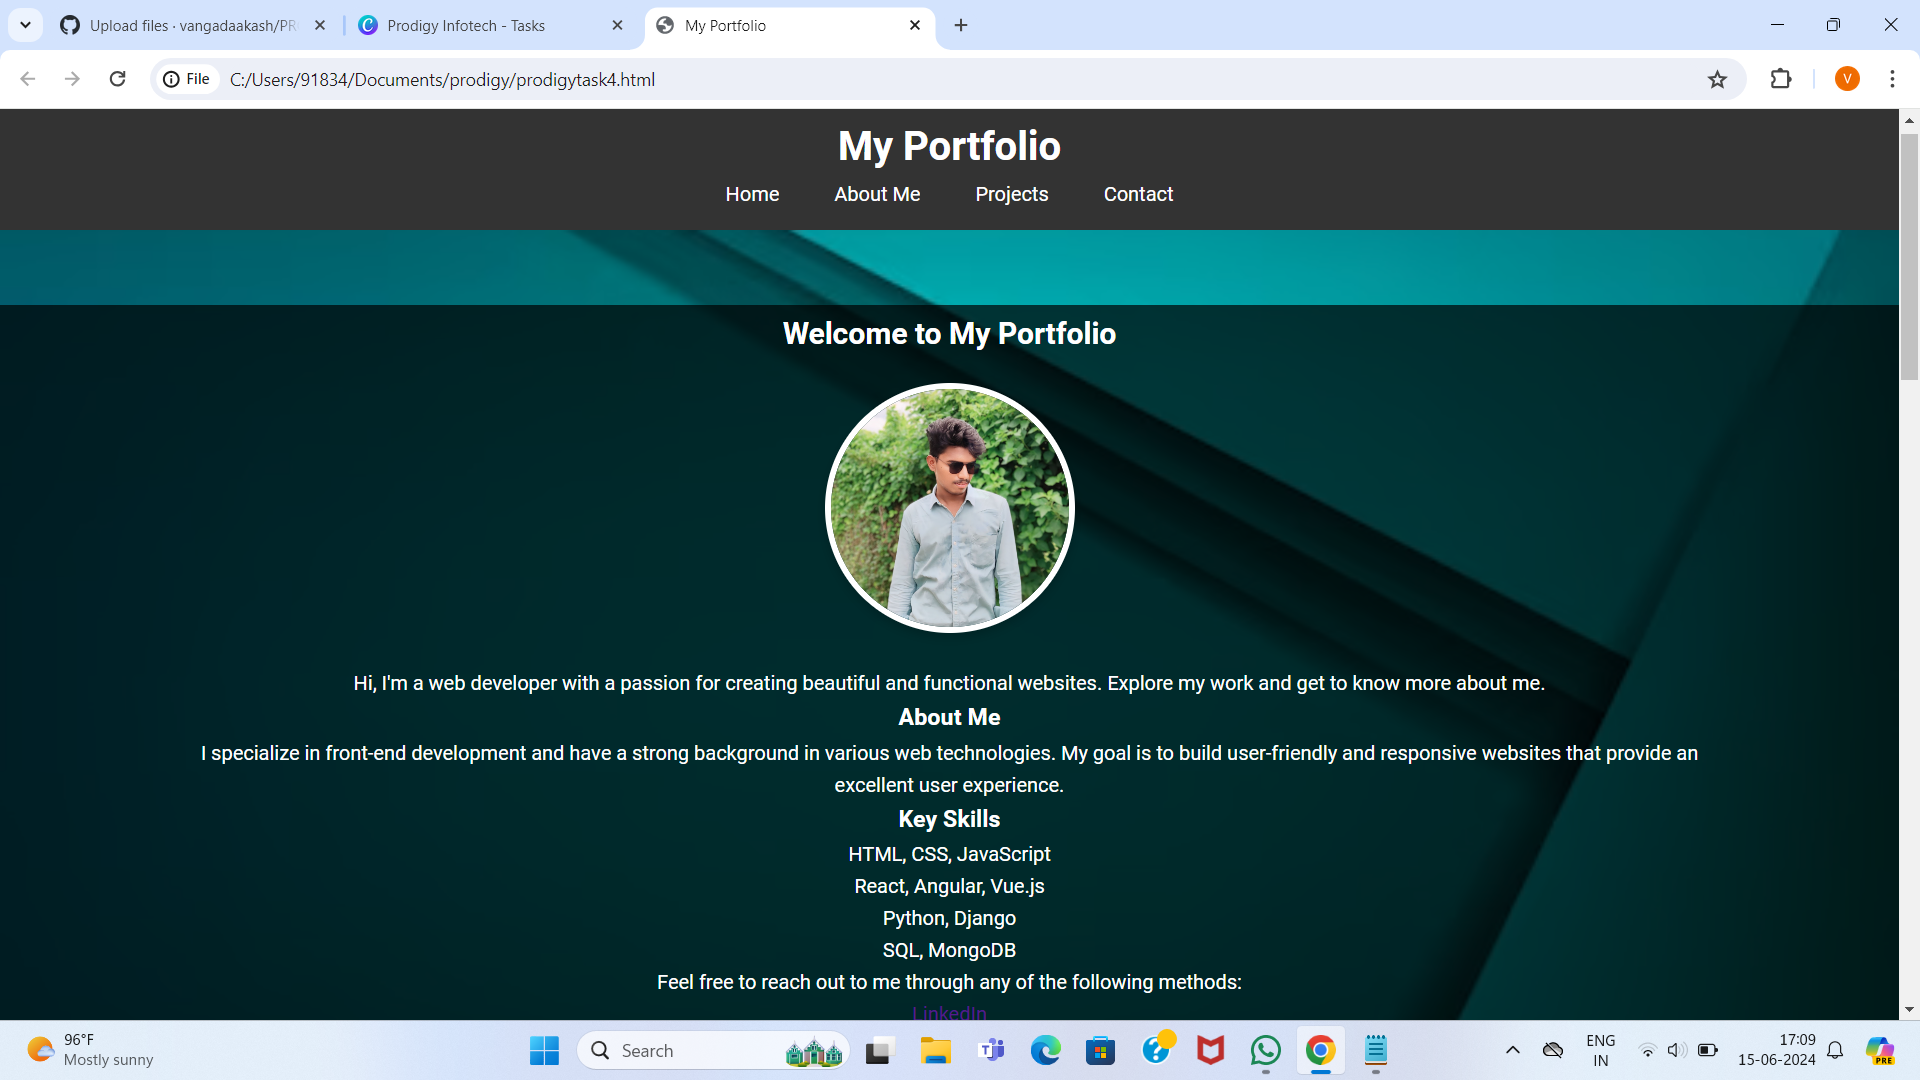 Upload files · vangadaakash/PR
Prodigy Infotech - Tasks
My Portfolio
File
C:/Users/91834/Documents/prodigy/prodigytask4.html
V
My Portfolio
Home About Me Projects Contact
Welcome to My Portfolio
Hi, I'm a web developer with a passion for creating beautiful and functional websites. Explore my work and get to know more about me.
About Me
I specialize in front-end development and have a strong background in various web technologies. My goal is to build user-friendly and responsive websites that provide an
excellent user experience.
Key Skills
HTML, CSS, JavaScript
React, Angular, Vue.js
Python, Django
SQL, MongoDB
Feel free to reach out to me through any of the following methods:
LinkedIn
96°F
Mostly sunny
Search
ENG
IN
17:09
15-06-2024
PRE